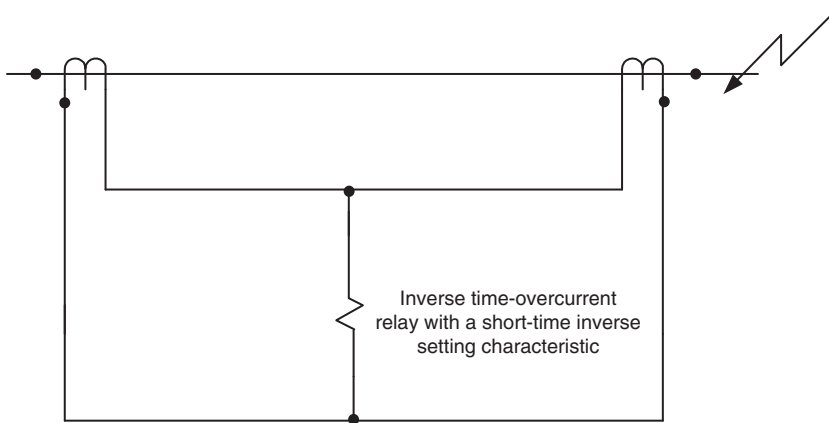 Inverse time-overcurrent
relay with a short-time inverse
setting characteristic